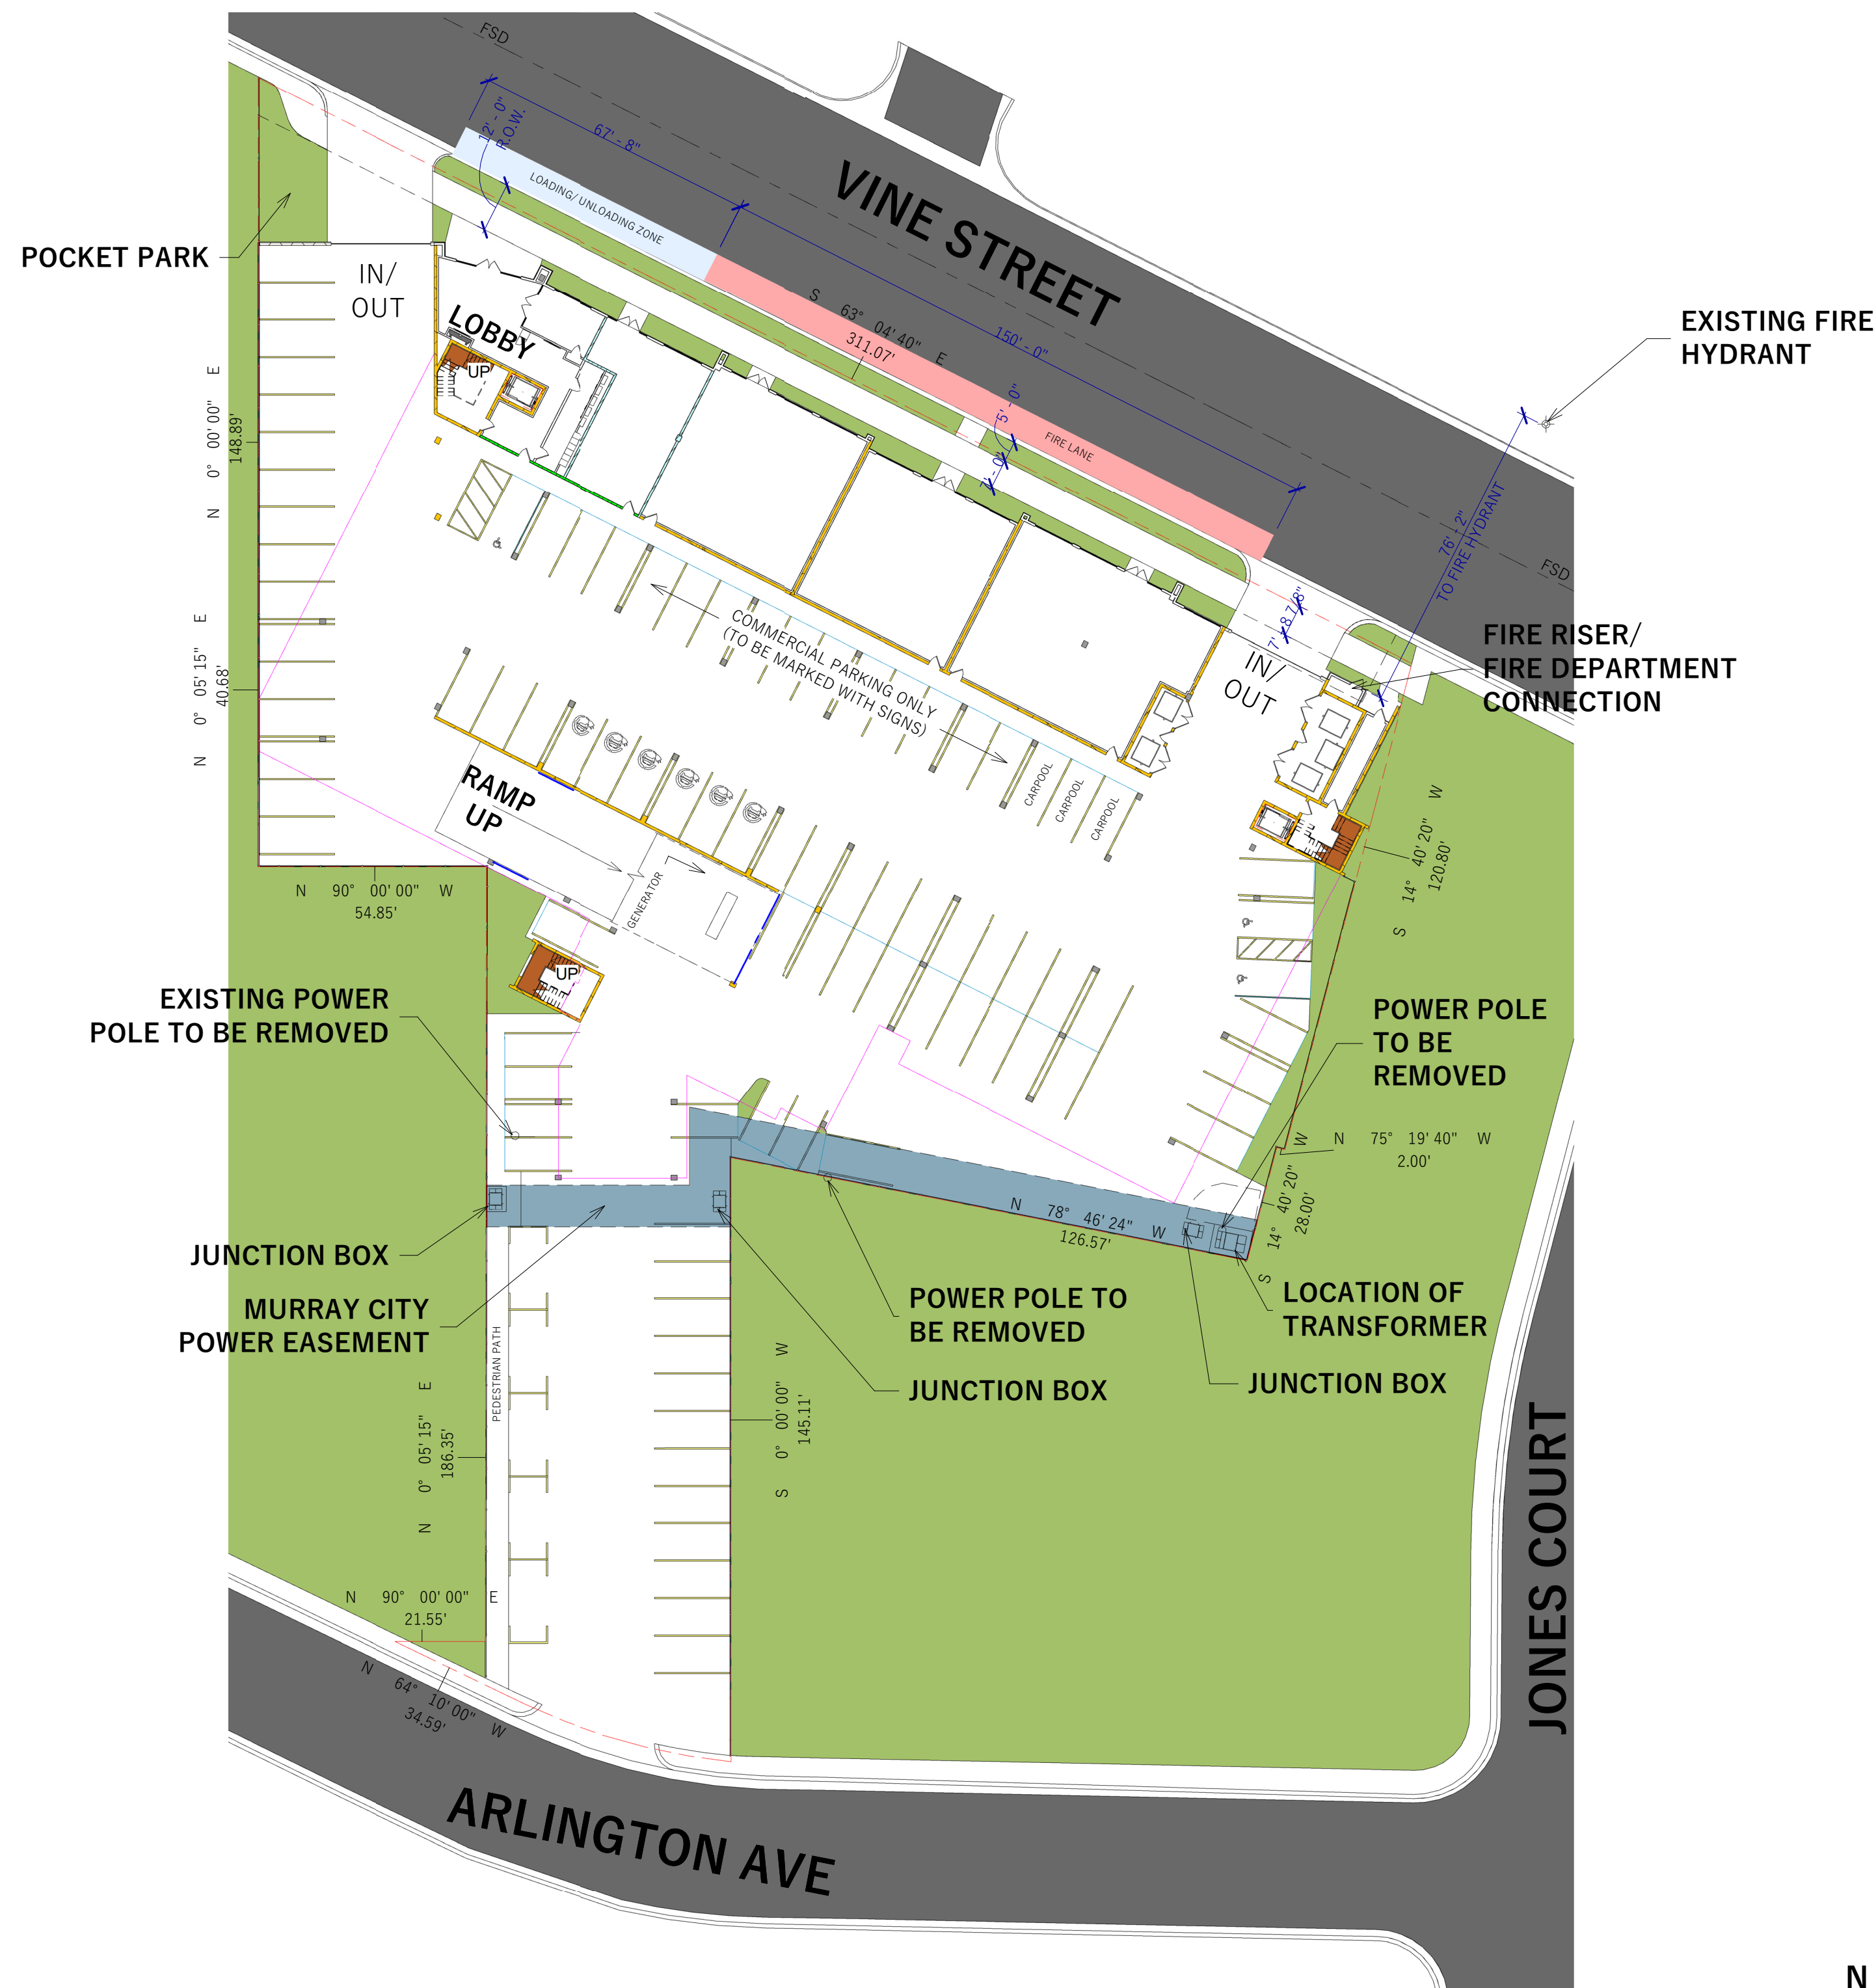 FSD
12' - 0"
R.O.W.
67' - 8"
LOADING/ UNLOADING ZONE
VINE STREET
POCKET PARK
IN/
OUT
LOBBY
UP
S 63° 04' 40" E
311.07'
150' - 0"
5' - 0"
7' - 0"
FIRE LANE
EXISTING FIRE
HYDRANT
76' - 2"
TO FIRE HYDRANT
FSD
N 0° 00' 00" E
148.89'
7' - 8 7/8"
FIRE RISER/
FIRE DEPARTMENT
CONNECTION
N 0° 05' 15" E
40.68'
COMMERCIAL PARKING ONLY
(TO BE MARKED WITH SIGNS)
IN/
OUT
CARPOOL
CARPOOL
CARPOOL
RAMP
UP
GENERATOR
S 14° 40' 20" W
120.80'
N 90° 00' 00" W
54.85'
UP
EXISTING POWER
POLE TO BE REMOVED
POWER POLE
TO BE
REMOVED
N 75° 19' 40" W
2.00'
S 14° 40' 20" W
28.00'
N 78° 46' 24" W
126.57'
JUNCTION BOX
MURRAY CITY
POWER EASEMENT
POWER POLE TO
BE REMOVED
LOCATION OF
TRANSFORMER
JUNCTION BOX
JUNCTION BOX
PEDESTRIAN PATH
N 0° 05' 15" E
186.35'
S 0° 00' 00" W
145.11'
JONES COURT
N 90° 00' 00" E
21.55'
N 64° 10' 00" W
34.59'
ARLINGTON AVE
N